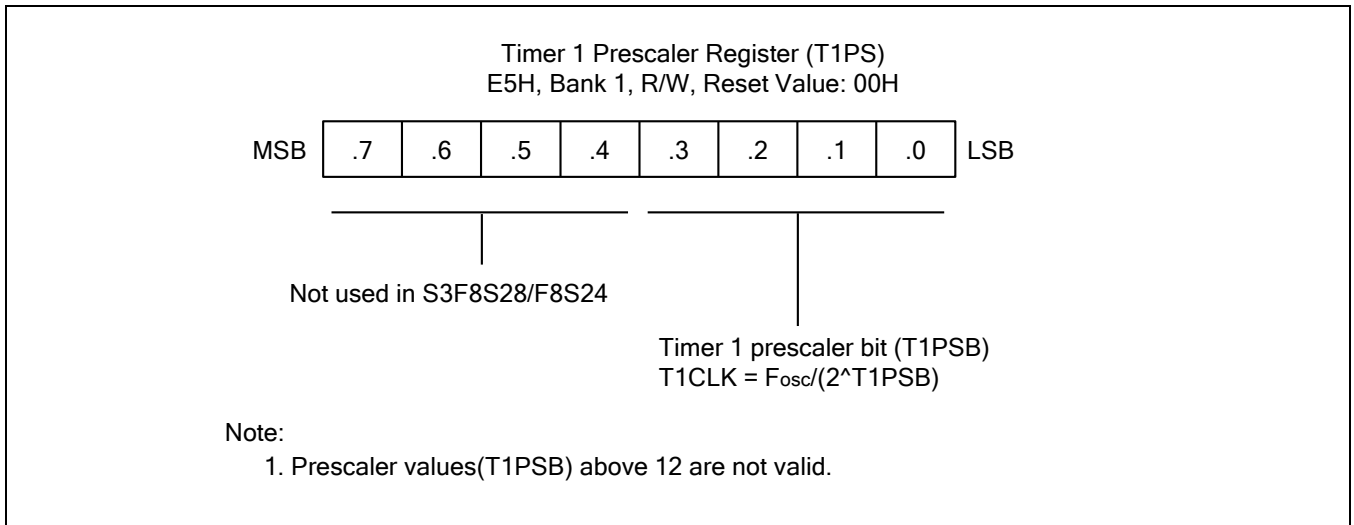 Timer 1 Prescaler Register (T1PS)
E5H, Bank 1, R/W, Reset Value: 00H
MSB .7 .6 .5 .4 .3 .2 .1 .0 LSB
Not used in S3F8S28/F8S24
Timer 1 prescaler bit (T1PSB)
T1CLK = Fosc/(2^T1PSB)
Note:
1. Prescaler values(T1PSB) above 12 are not valid.